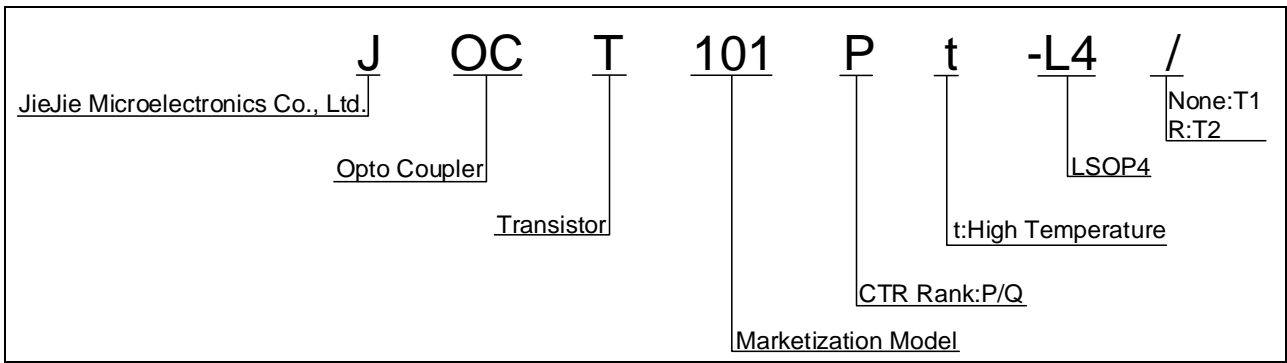 J OC T 101 P t -L4 /
JieJie Microelectronics Co., Ltd.
None:T1
R:T2
Opto Coupler
LSOP4
Transistor
t:High Temperature
CTR Rank:P/Q
Marketization Model